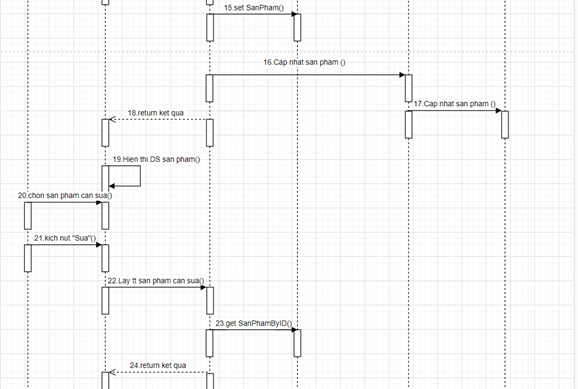 15.set SanPham()
16.Cap nhat san pham ()
17.Cap nhat san pham ()
18.return ket qua
19.Hien thi DS san pham()
20.chon san pham can sua()
21.kich nut "Sua"()
22.Lay tt san pham can sua()
23.get SanPhamByID()
24.return ket qua